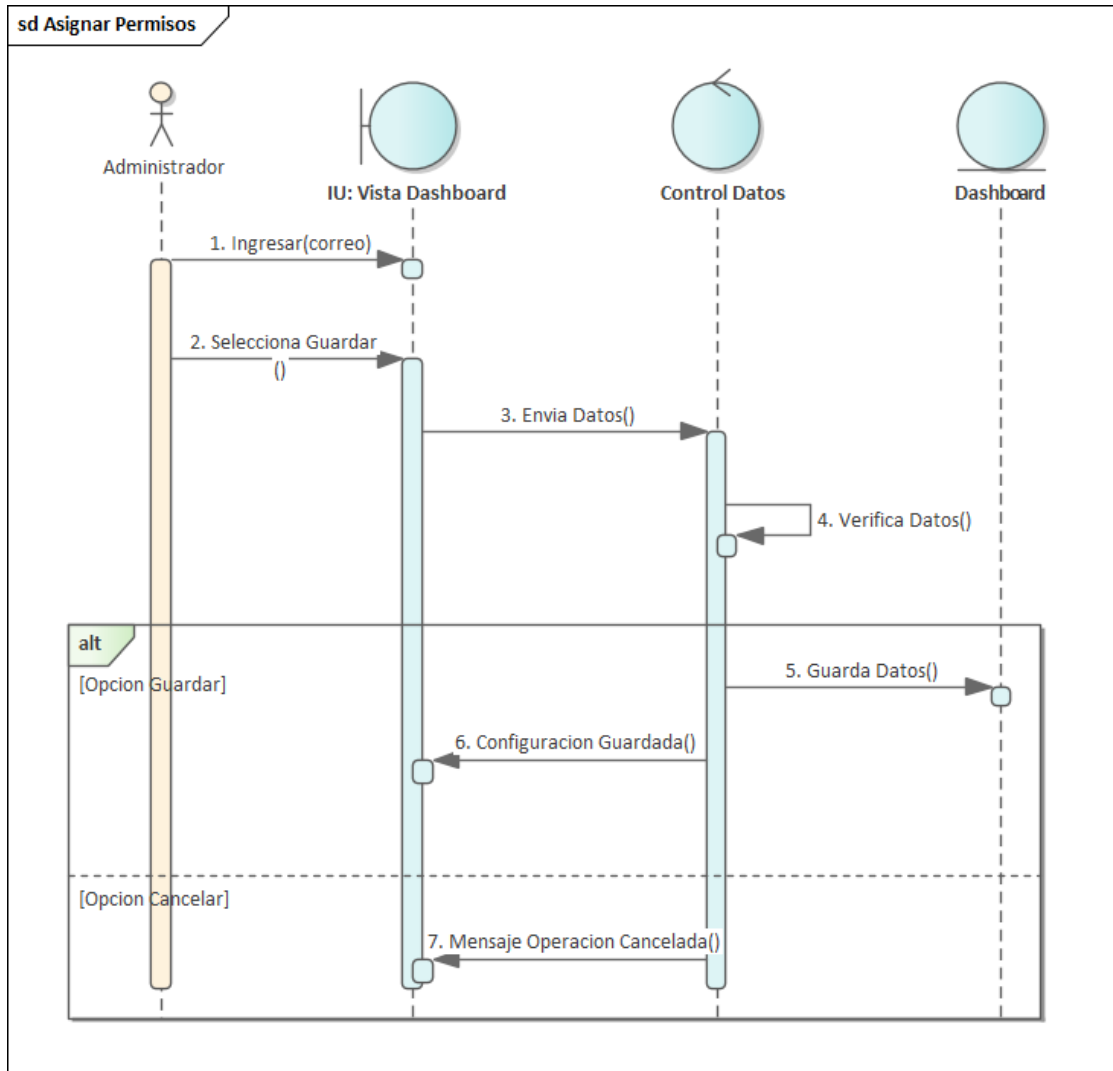 sd Asignar Permisos
Administrador
IU: Vista Dashboard
Control Datos
Dashboard
1. Ingresar(correo)
2. Selecciona Guardar
()
3. Envia Datos()
4. Verifica Datos()
alt
[Opcion Guardar]
5. Guarda Datos()
6. Configuracion Guardada()
[Opcion Cancelar]
7. Mensaje Operacion Cancelada()